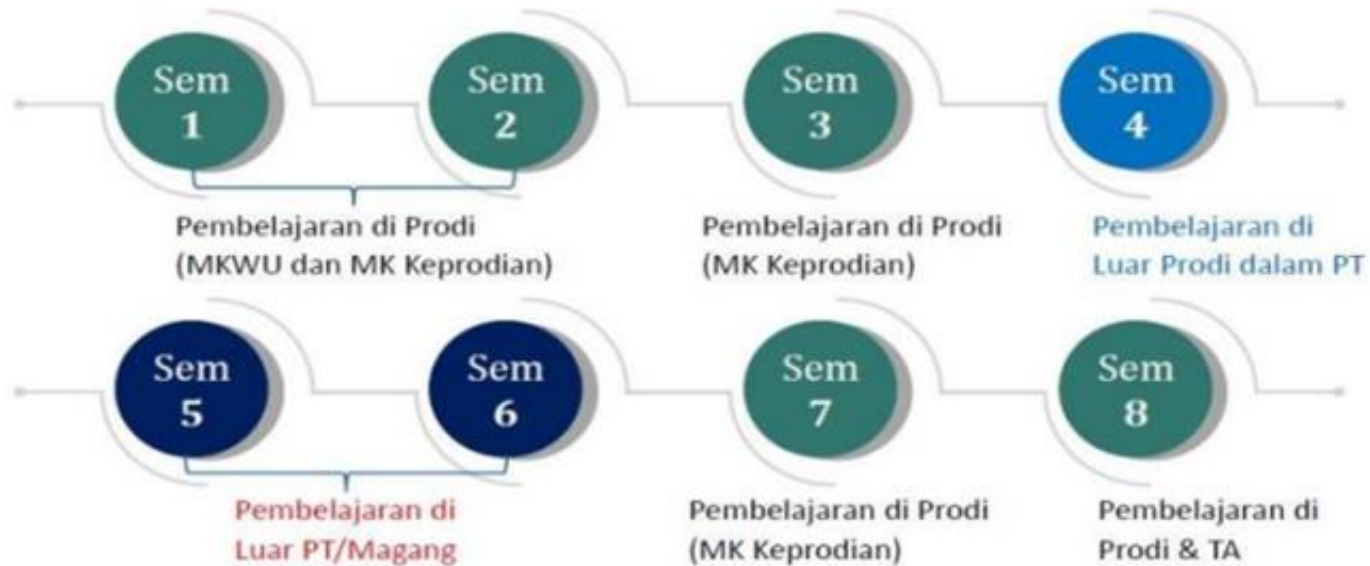 Sem
1
Sem
2
Sem
3
Sem
4
Pembelajaran di Prodi
(MKWU dan MK Keprodian)
Pembelajaran di Prodi
(MK Keprodian)
Pembelajaran di
Luar Prodi dalam PT
Sem
5
Sem
6
Sem
7
Sem
8
Pembelajaran di
Luar PT/Magang
Pembelajaran di Prodi
(MK Keprodian)
Pembelajaran di
Prodi & TA